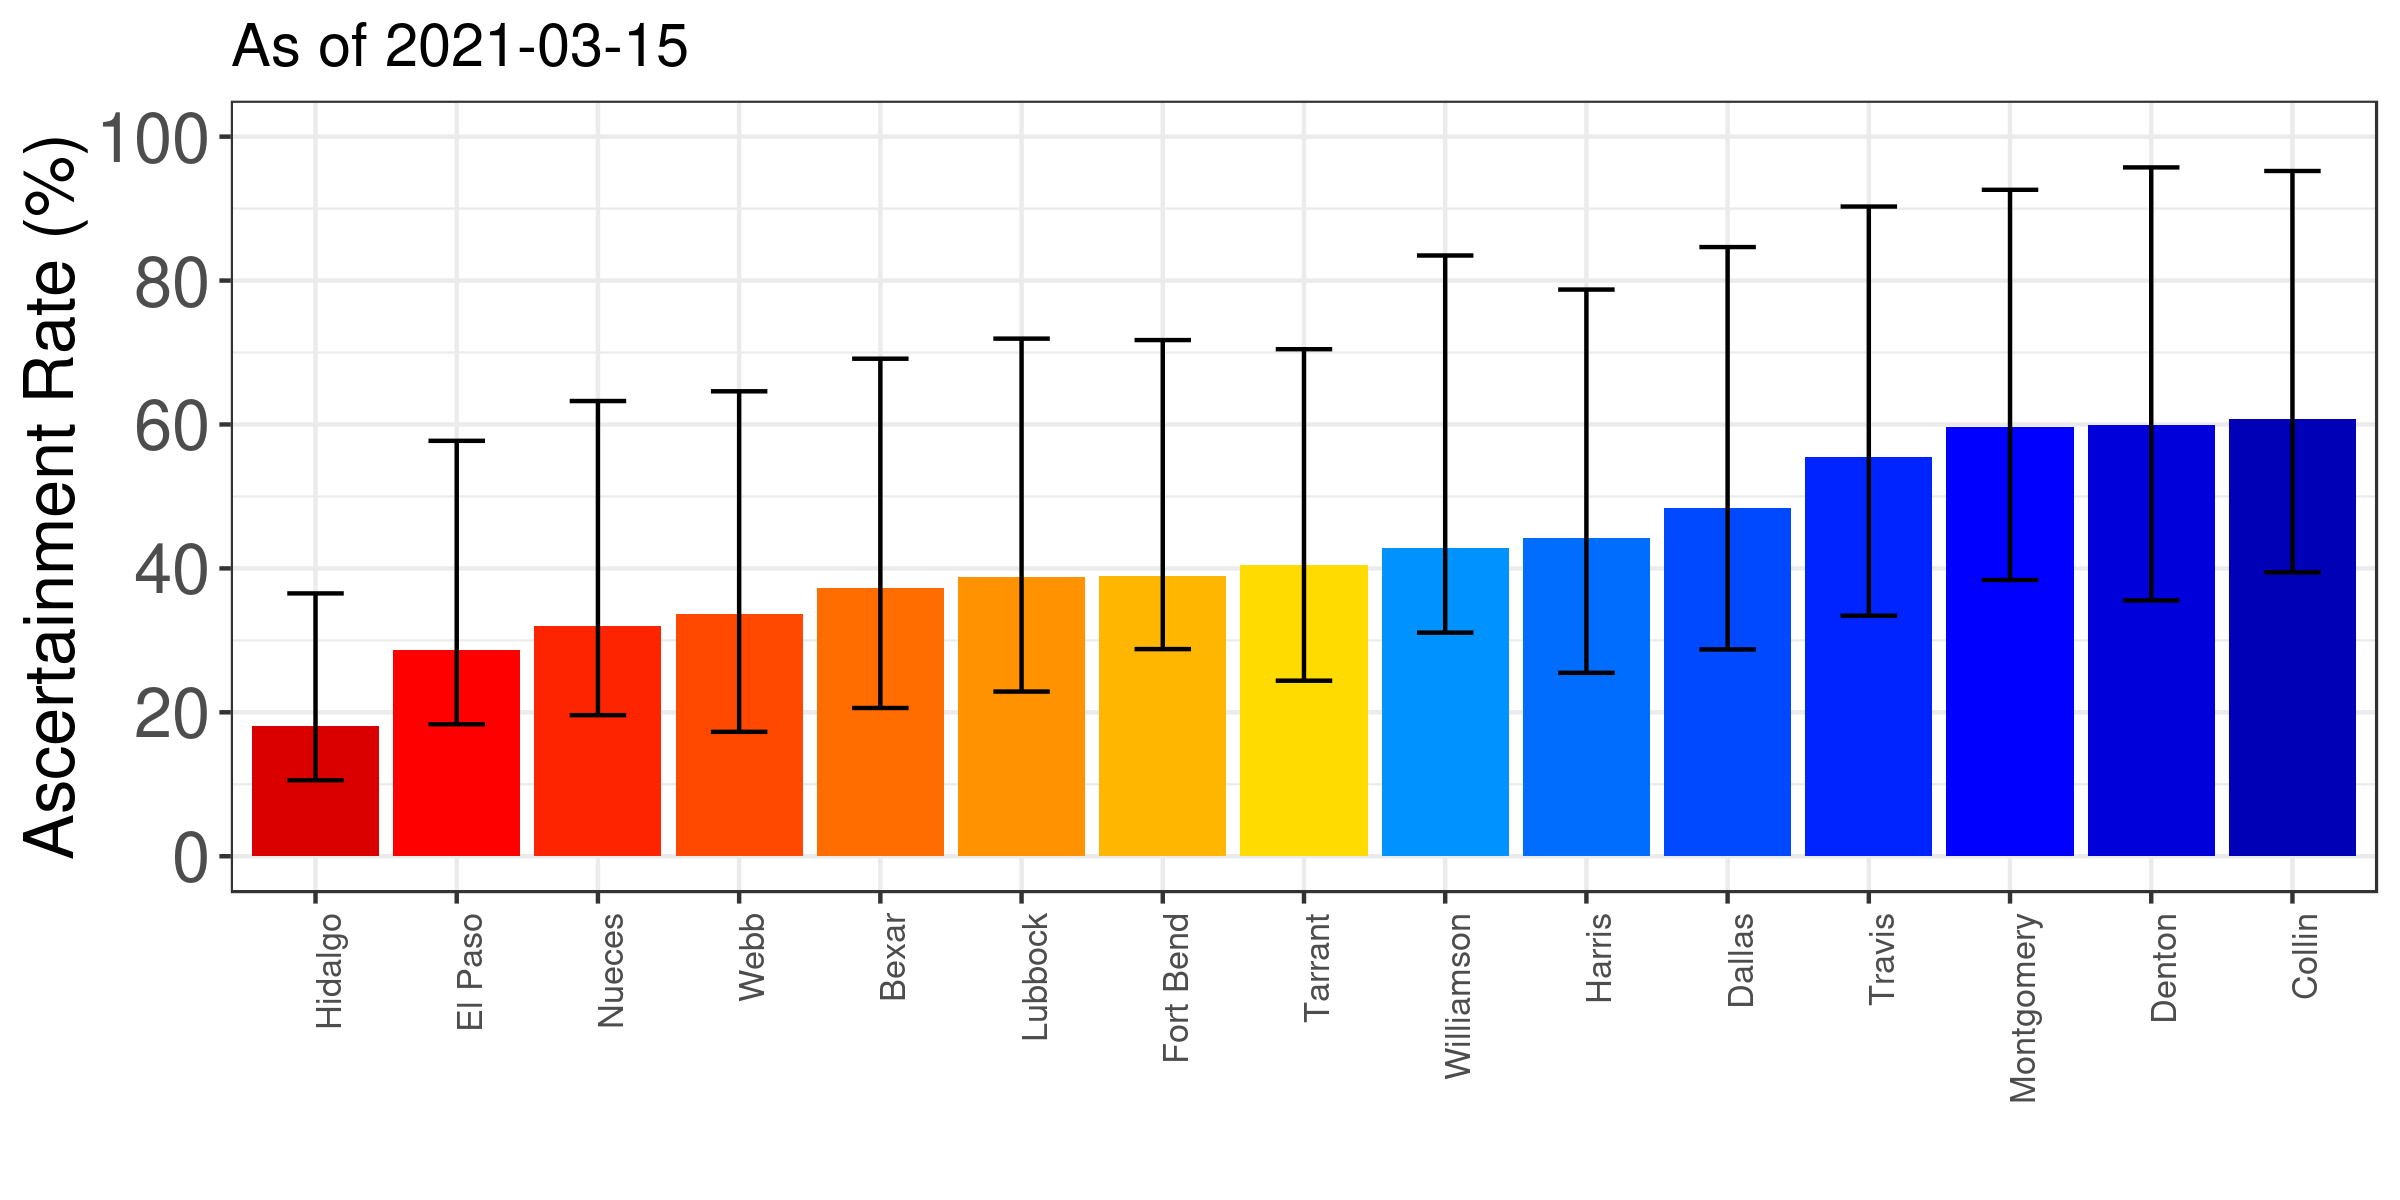 As of 2021-03-15
Ascertainment Rate (%)
100
80
60
40
20
0
Hidalgo
El Paso
Nueces
Webb
Bexar
Lubbock
Fort Bend
Tarrant
Williamson
Harris
Dallas
Travis
Montgomery
Denton
Collin